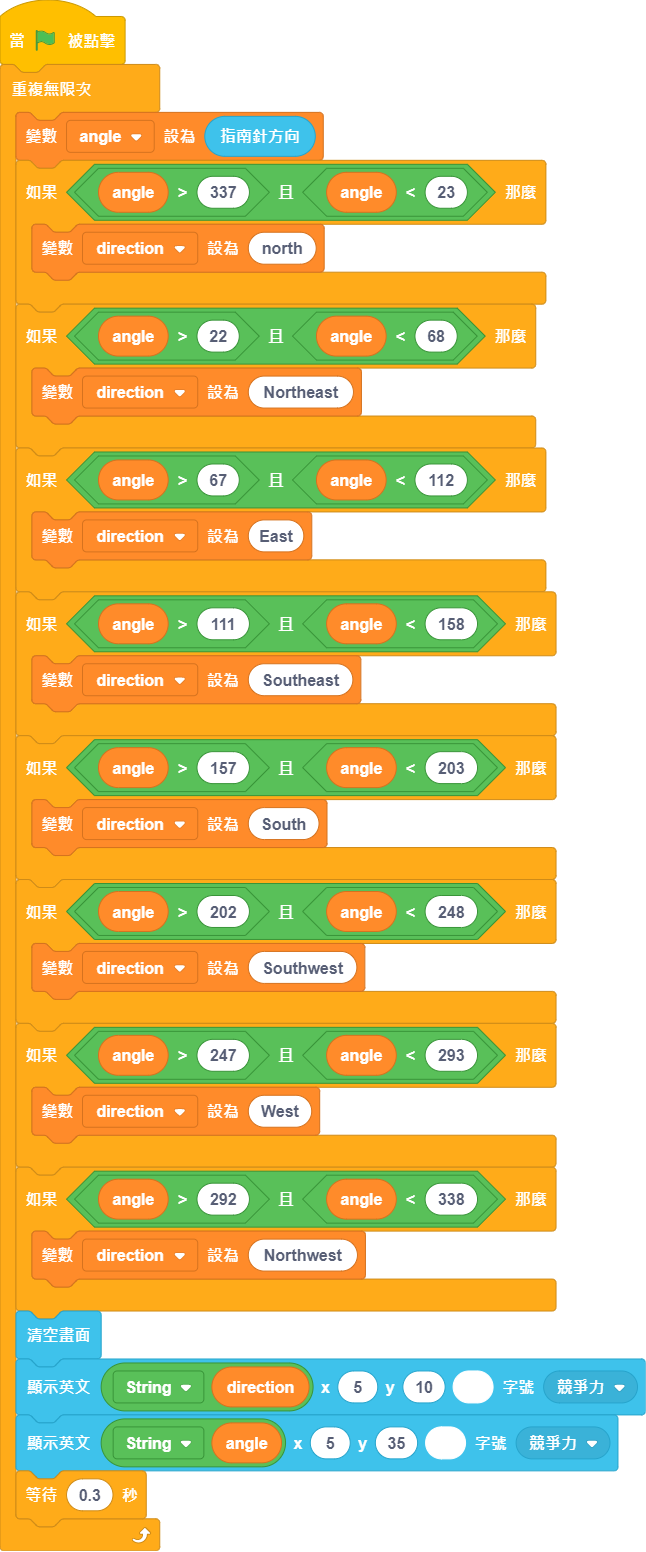 當 被點擊
重複無限次
變數 angle 設為 指南針方向
如果 angle > 337 且 angle < 23 那麼
變數 direction 設為 north
如果 angle > 22 且 angle < 68 那麼
變數 direction 設為 Northeast
如果 angle > 67 且 angle < 112 那麼
變數 direction 設為 East
如果 angle > 111 且 angle < 158 那麼
變數 direction 設為 Southeast
如果 angle > 157 且 angle < 203 那麼
變數 direction 設為 South
如果 angle > 202 且 angle < 248 那麼
變數 direction 設為 Southwest
如果 angle > 247 且 angle < 293 那麼
變數 direction 設為 West
如果 angle > 292 且 angle < 338 那麼
變數 direction 設為 Northwest
清空畫面
顯示英文 String direction x 5 y 10 字號 競爭力
顯示英文 String angle x 5 y 35 字號 競爭力
等待 0.3 秒